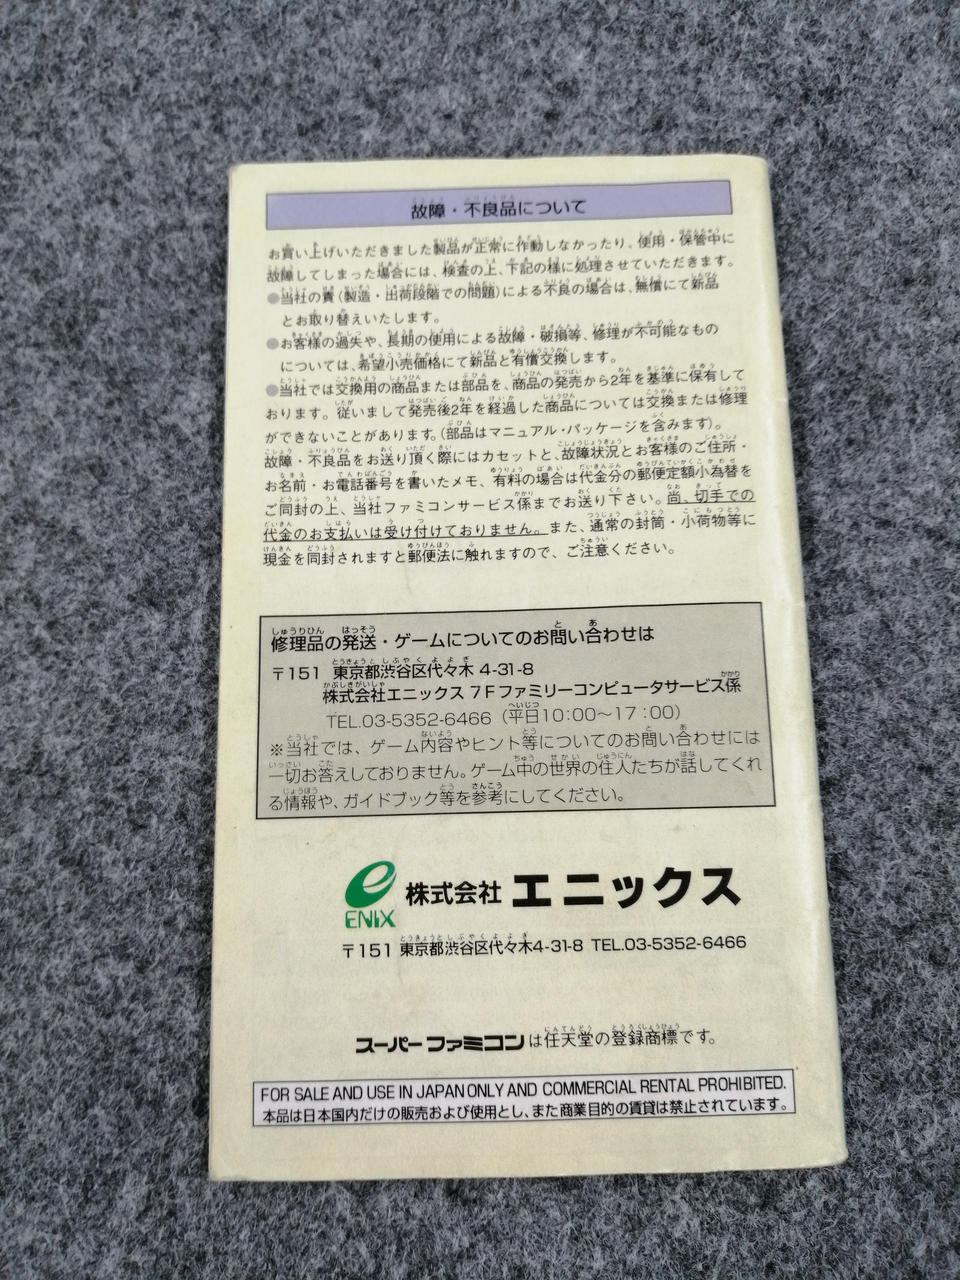 故障・不良品について
お買い上げいただきました製品が正常に作動しなかったり、使用・保管中に
故障してしまった場合には、検査の上、下記の様に処理させていただきます。
●当社の責(製造・出荷段階での問題)による不良の場合は、無償にて新品
とお取り替えいたします。
●お客様の過失や、長期の使用による故障・破損等、修理が不可能なもの
については、希望小売価格にて新品と有償交換します。
●当社では交換用の商品または部品を、商品の発売から2年を基準に保有して
おります。従いまして発売後2年を経過した商品については交換または修理
ができないことがあります。(部品はマニュアル・パッケージを含みます)。
故障・不良品をお送り頂く際にはカセットと、故障状況とお客様のご住所・
お名前・お電話番号を書いたメモ、有料の場合は代金分の郵便定額小為替を
ご同封の上、当社ファミコンサービス係までお送り下さい。尚、切手での
代金のお支払いは受け付けておりません。また、通常の封筒・小荷物等に
現金を同封されますと郵便法に触れますので、ご注意ください。
修理品の発送・ゲームについてのお問い合わせは
〒151 東京都渋谷区代々木 4-31-8
株式会社エニックス 7Fファミリーコンピュータサービス係
TEL.03-5352-6466(平日10:00〜17:00)
※当社では、ゲーム内容やヒント等についてのお問い合わせには
一切お答えしておりません。ゲーム中の世界の住人たちが話してくれ
る情報や、ガイドブック等を参考にしてください。
ENIX 株式会社 エニックス
〒151 東京都渋谷区代々木4-31-8 TEL.03-5352-6466
スーパーファミコンは任天堂の登録商標です。
FOR SALE AND USE IN JAPAN ONLY AND COMMERCIAL RENTAL PROHIBITED.
本品は日本国内だけの販売および使用とし、また商業目的の賃貸は禁止されています。